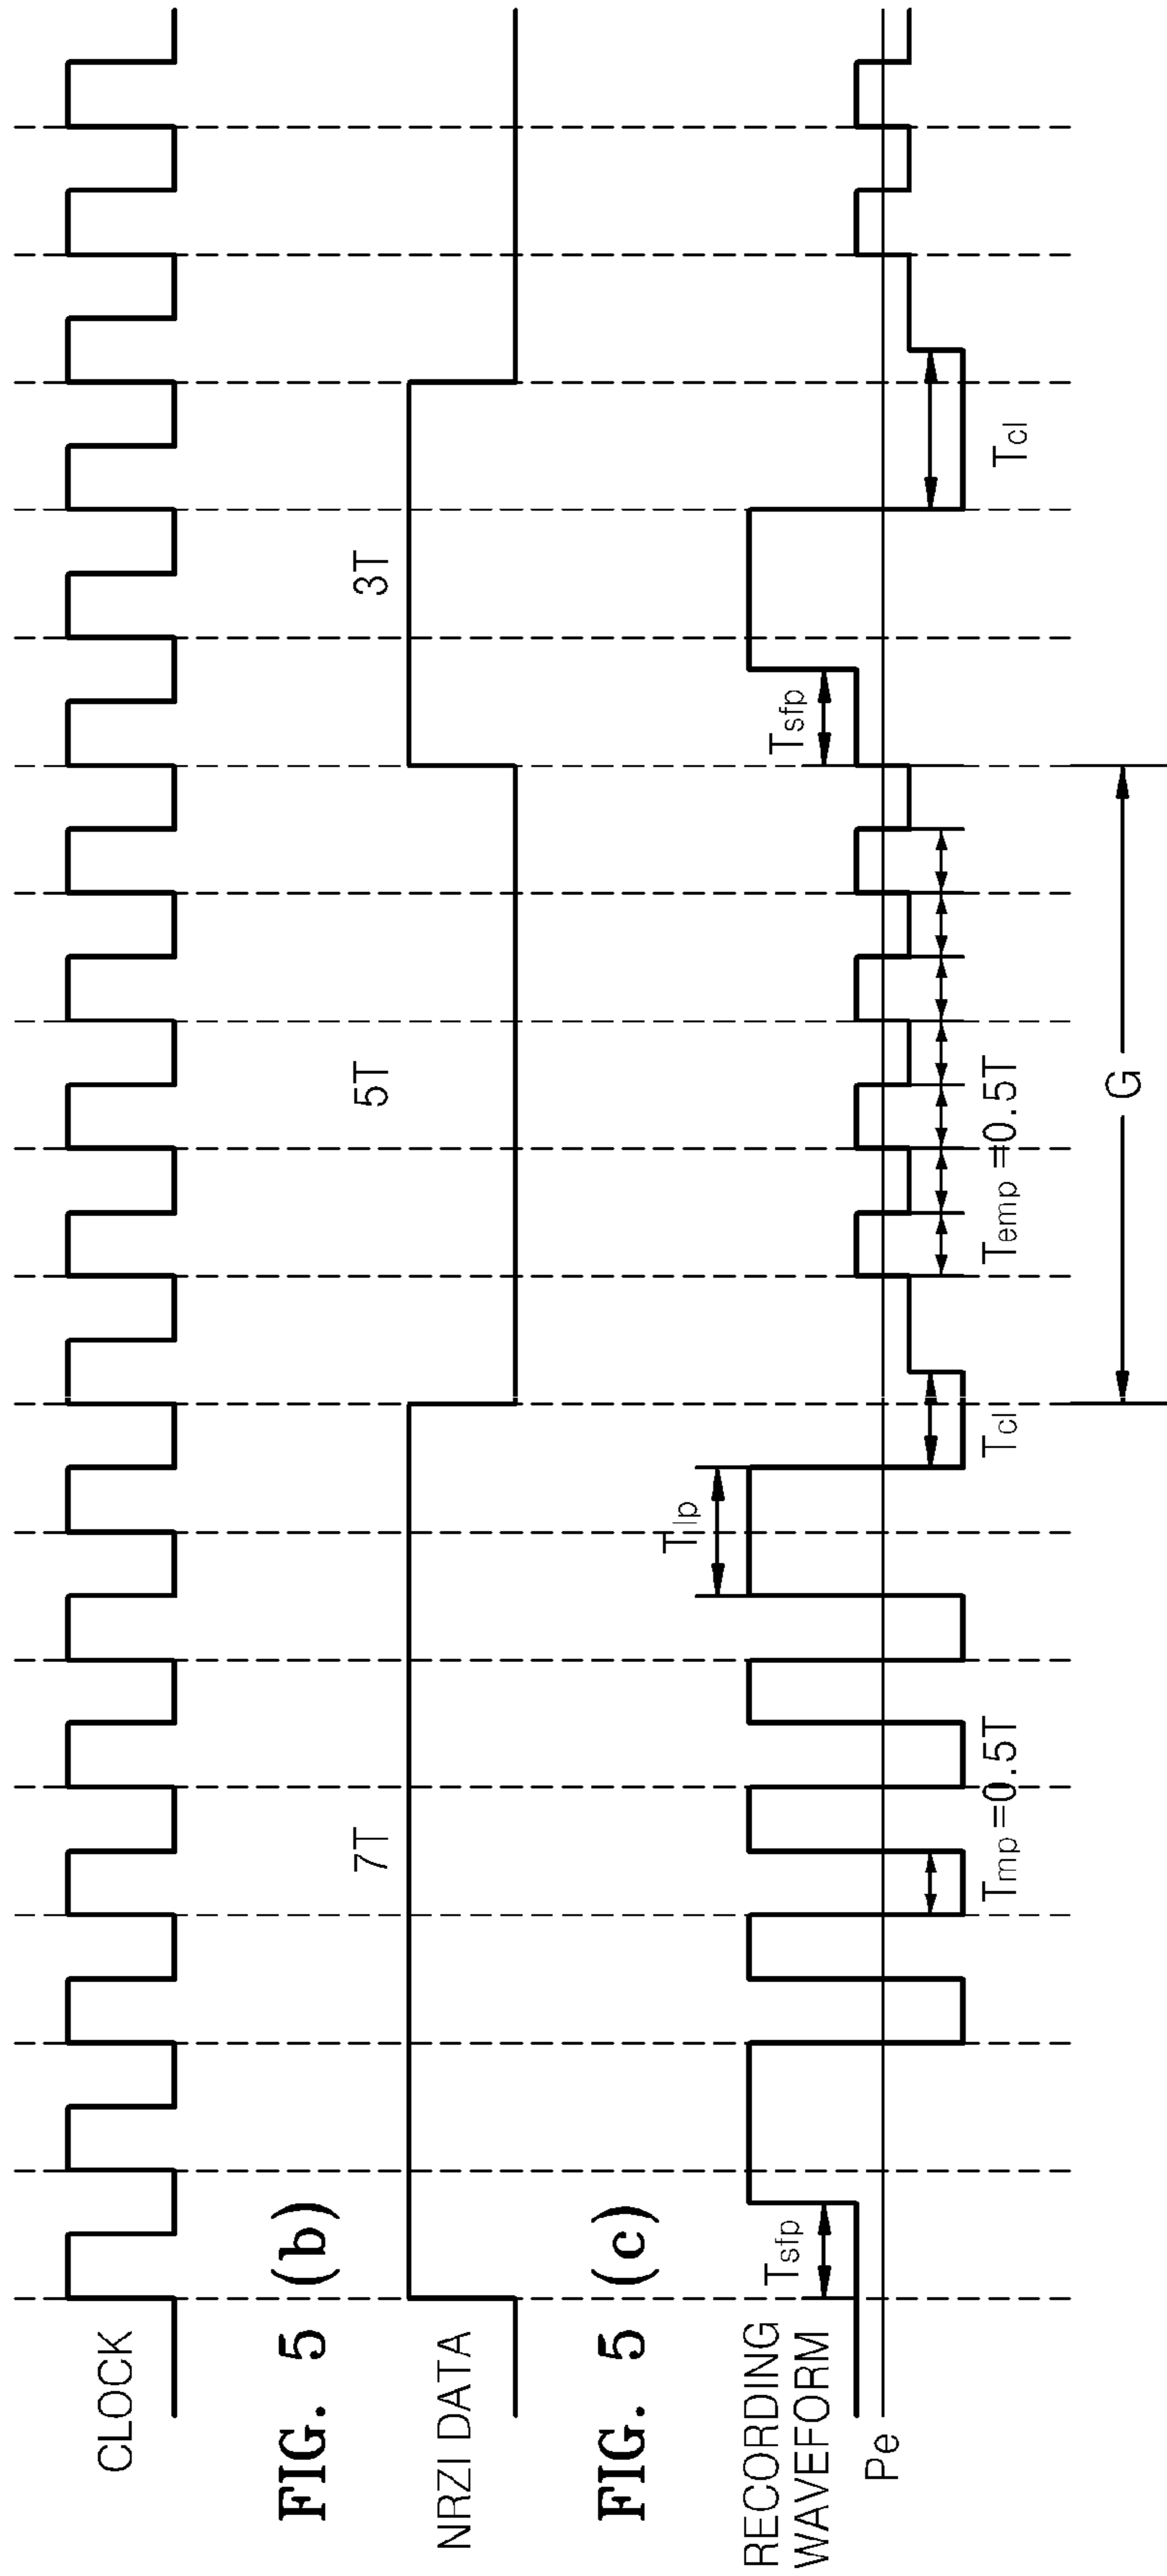 CLOCK
FIG. 5 (b)
NRZI DATA
7T
5T
3T
FIG. 5 (c)
RECORDING
WAVEFORM
Tsfp
Tlp
Tsfp
Pe
Tmp=0.5T
Tcl
Temp=0.5T
Tcl
G